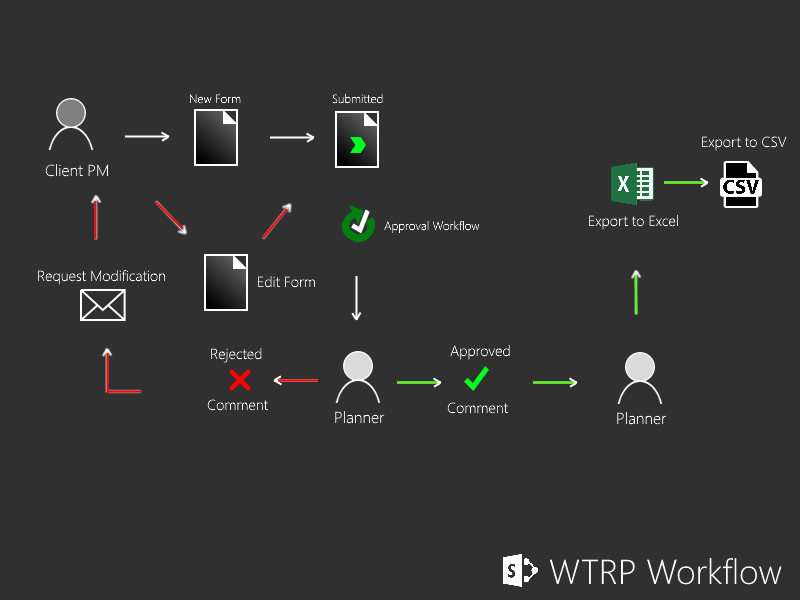 New Form
Submitted
Client PM
Export to CSV
CSV
X
Export to Excel
Approval Workflow
Request Modification
Edit Form
Rejected
Comment
Planner
Approved
Comment
Planner
S
WTRP Workflow